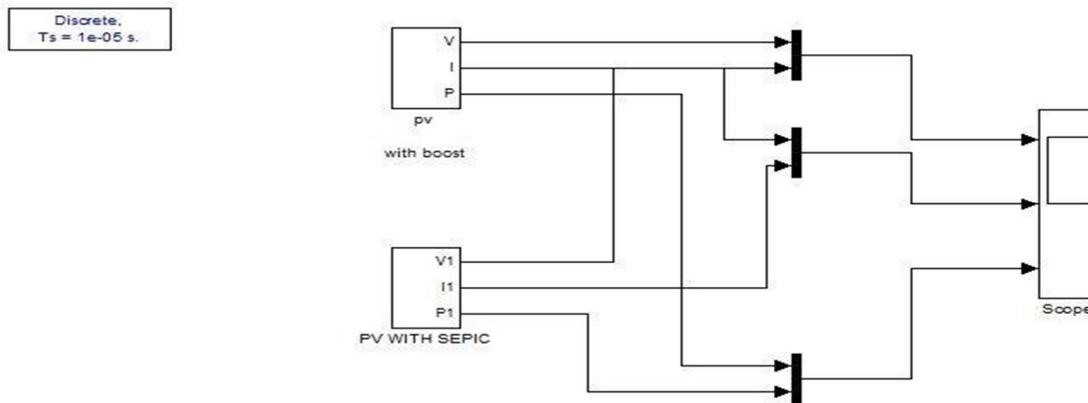 Discrete,
Ts = 1e-05 s.
V
I
P
pv
with boost
V1
I1
P1
PV WITH SEPIC
Scope